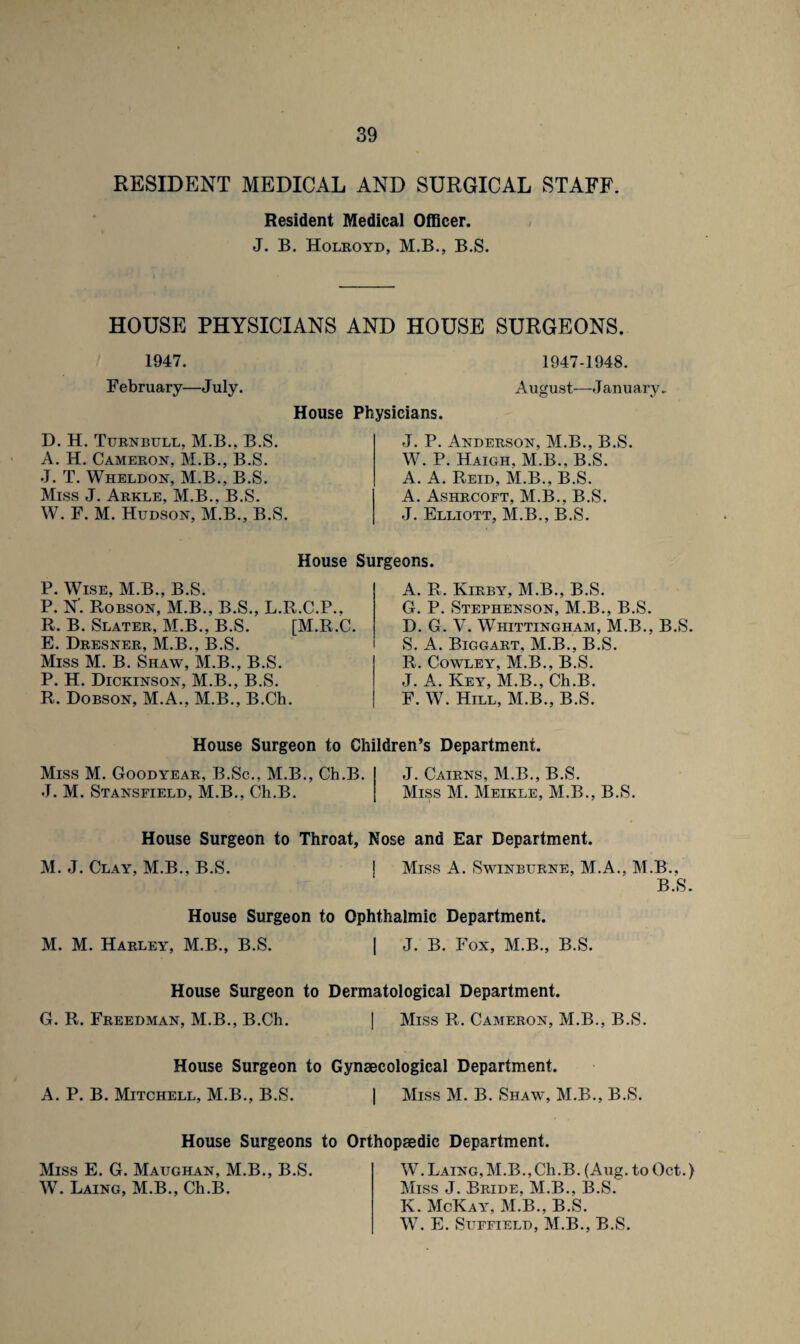 39
RESIDENT MEDICAL AND SURGICAL STAFF.
Resident Medical Officer.
J. B. Holroyd, M.B., B.S.
HOUSE PHYSICIANS AND HOUSE SURGEONS.
1947. 1947-1948.
February—July. August—January.
House Physicians.
D. H. Turnbull, M.B., B.S.
A. H. Cameron, M.B., B.S.
J. T. Wheldon, M.B., B.S.
Miss J. Arkle, M.B., B.S.
W. F. M. Hudson, M.B., B.S.
J. P. Anderson, M.B., B.S.
W. P. Haigh, M.B., B.S.
A. A. Reid, M.B., B.S.
A. Ashrcoft, M.B., B.S.
J. Elliott, M.B., B.S.
House Surgeons.
P. Wise, M.B., B.S.
P. N. Robson, M.B., B.S., L.R.C.P.,
R. B. Slater, M.B., B.S. [M.R.C.
E. Dresner, M.B., B.S.
Miss M. B. Shaw, M.B., B.S.
P. H. Dickinson, M.B., B.S.
R. Dobson, M.A., M.B., B.Ch.
A. R. Kirby, M.B., B.S.
G. P. Stephenson, M.B., B.S.
D. G. V. Whittingham, M.B., B.S.
S. A. Biggart, M.B., B.S.
R. Cowley, M.B., B.S.
J. A. Key, M.B., Ch.B.
F. W. Hill, M.B., B.S.
House Surgeon to Children's Department.
Miss M. Goodyear, B.Sc., M.B., Ch.B.
J. M. Stansfield, M.B., Ch.B.
J. Cairns, M.B., B.S.
Miss M. Meikle, M.B., B.S.
House Surgeon to Throat, Nose and Ear Department.
M. J. Clay, M.B., B.S.
Miss A. Swinburne, M.A., M.B.,
B.S.
House Surgeon to Ophthalmic Department.
M. M. Harley, M.B., B.S.
J. B. Fox, M.B., B.S.
House Surgeon to Dermatological Department.
G. R. Freedman, M.B., B.Ch.
Miss R. Cameron, M.B., B.S.
House Surgeon to Gynæcological Department.
A. P. B. Mitchell, M.B., B.S.
Miss M. B. Shaw, M.B., B.S.
House Surgeons to Orthopædic Department.
Miss E. G. Maughan, M.B., B.S.
W. Laing, M.B., Ch.B.
W. Laing, M.B., Ch.B. (Aug. to Oct.)
Miss J. Bride, M.B., B.S.
K. McKay, M.B., B.S.
W. E. Suffield, M.B., B.S.